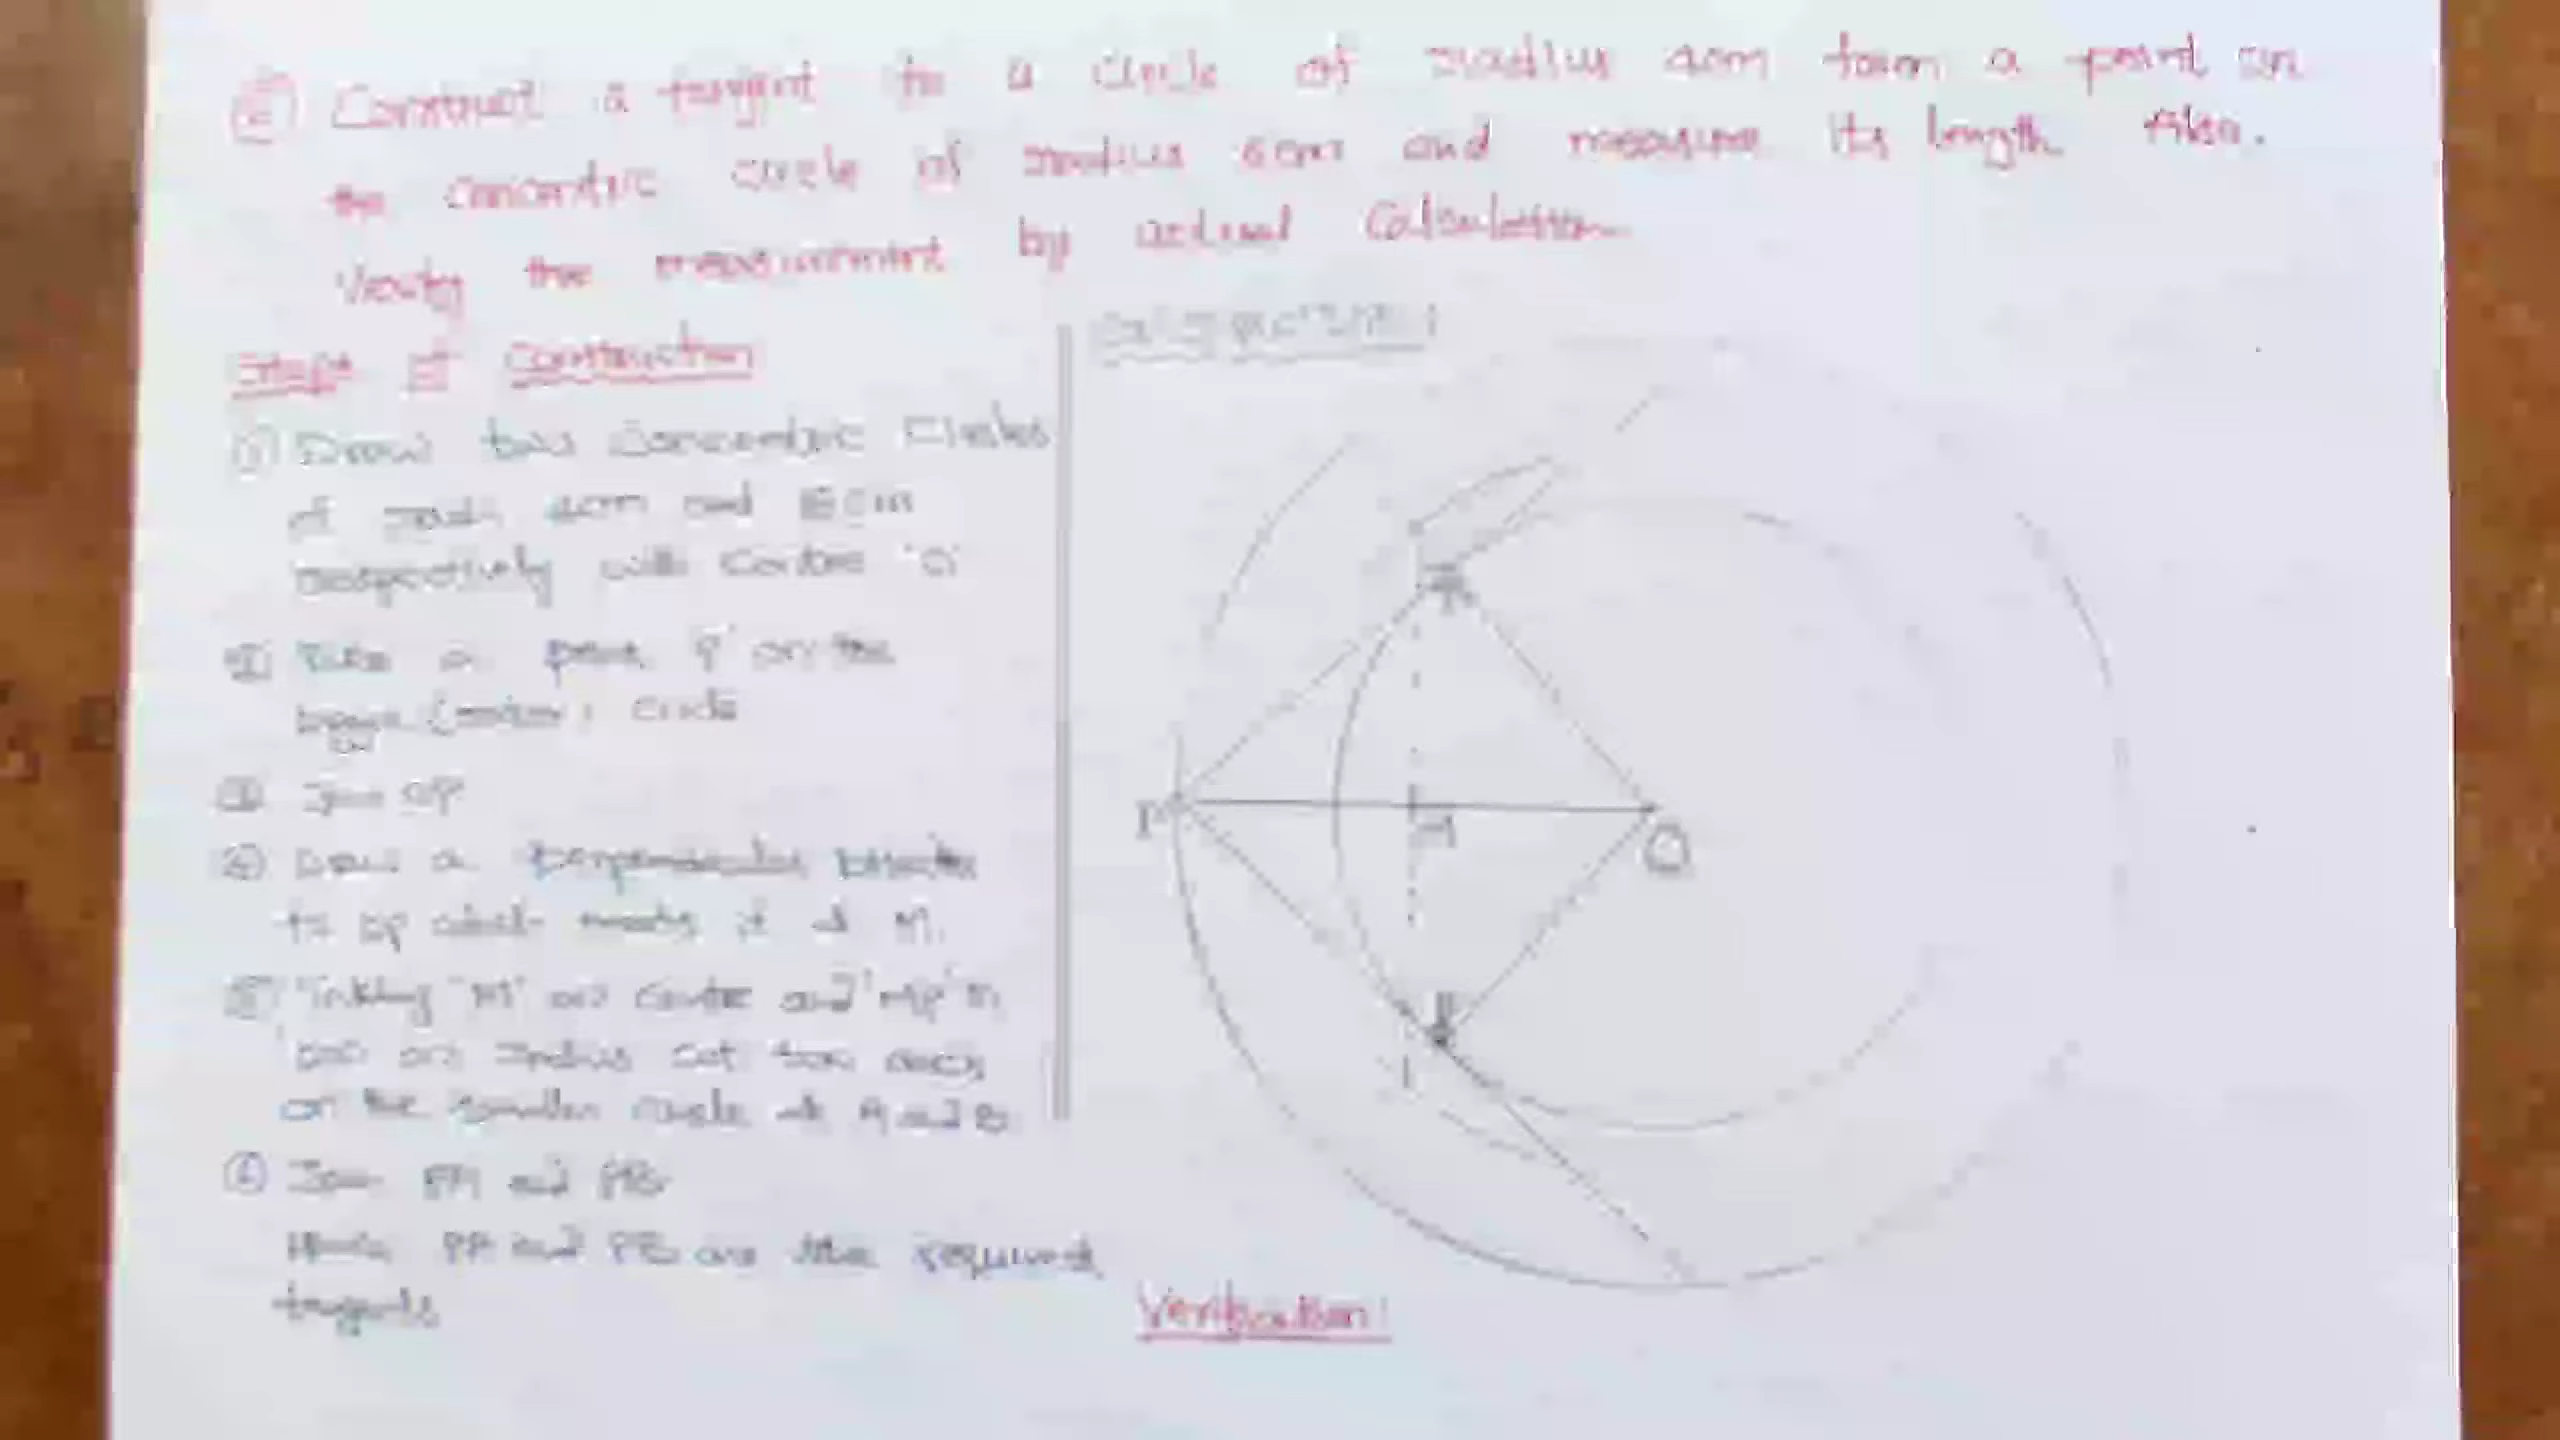 ② Construct a tangent to a circle of radius 4cm from a point on
the concentric circle of radius 6cm and measure its length. Also.
Verify the measurement by actual Calculation.
Steps of Construction
① Draw two Concentric Circles
of radii 4cm and 6cm
respectively with Centre 'O'
② Take a point 'P' on the
bigger circle
③ Join OP
④ Draw a perpendicular bisector
to OP which meets it at M.
⑤ Taking 'M' as centre and 'MP'
as radius cut two arcs
on the smaller circle at A and B.
⑥ Join PA and PB.
PA and PB are the required
tangents
P
M
O
B
Verification: